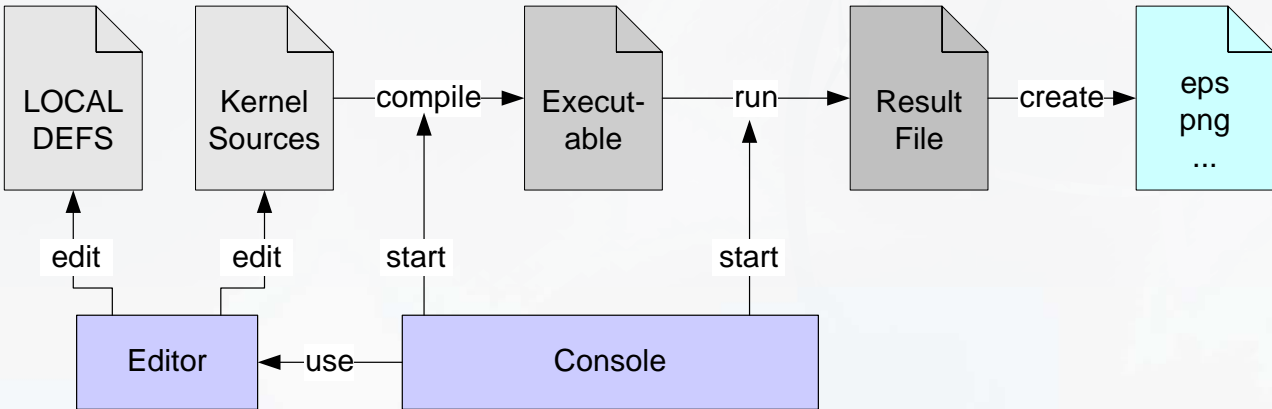 LOCAL
DEFS
Kernel
Sources
compile
Execut-
able
run
Result
File
create
eps
png
...
edit
edit
start
start
Editor
use
Console